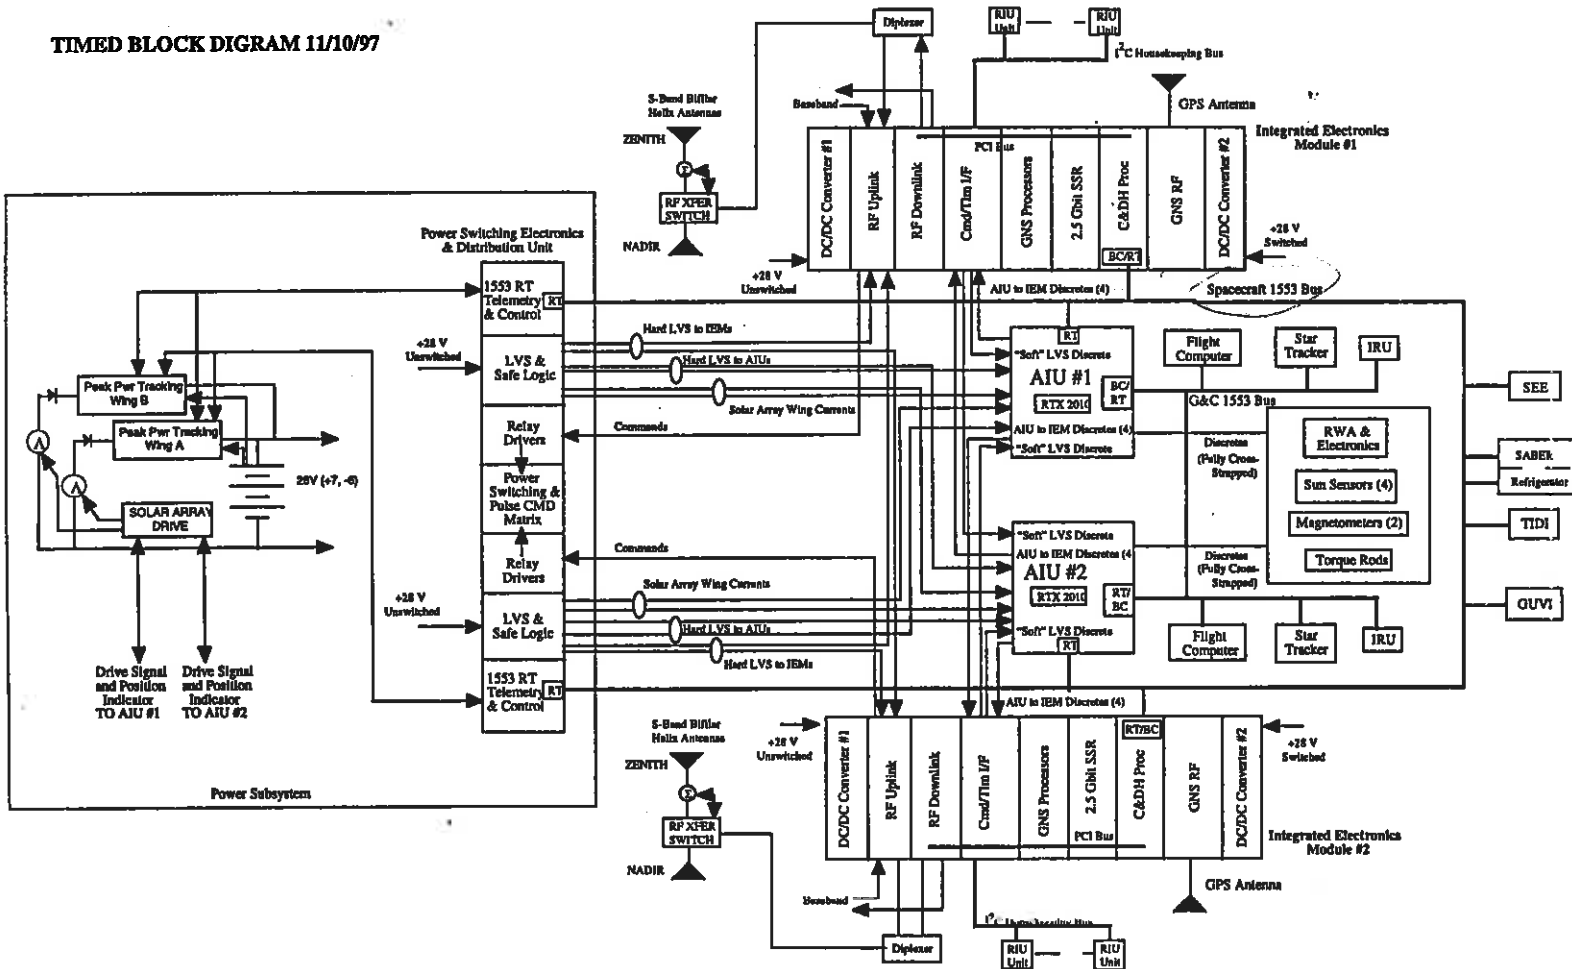 TIMED BLOCK DIGRAM 11/10/97
Diplexer
RIU
Unit
RIU
Unit
I²C Housekeeping Bus
S-Band Bifilar
Helix Antennas
ZENITH
Σ
RF XFER
SWITCH
NADIR
Baseband
GPS Antenna
Integrated Electronics
Module #1
PCI Bus
DC/DC Converter #1
RF Uplink
RF Downlink
Cmd/Tlm I/F
GNS Processors
2.5 Gbit SSR
C&DH Proc
BC/RT
GNS RF
DC/DC Converter #2
+28 V
Unswitched
+28 V
Switched
AIU to IEM Discretes (4)
Spacecraft 1553 Bus
Power Switching Electronics
& Distribution Unit
1553 RT
Telemetry
& Control
RT
+28 V
Unswitched
LVS &
Safe Logic
Relay
Drivers
Power
Switching &
Pulse CMD
Matrix
Relay
Drivers
+28 V
Unswitched
LVS &
Safe Logic
1553 RT
Telemetry
& Control
RT
Peak Pwr Tracking
Wing B
Peak Pwr Tracking
Wing A
28V (+7, -6)
SOLAR ARRAY
DRIVE
Drive Signal
and Position
Indicator
TO AIU #1
Drive Signal
and Position
Indicator
TO AIU #2
Power Subsystem
Hard LVS to IEMs
Hard LVS to AIUs
Solar Array Wing Currents
Commands
Commands
Solar Array Wing Currents
Hard LVS to AIUs
Hard LVS to IEMs
RT
"Soft" LVS Discrete
AIU #1
BC/
RT
RTX 2010
AIU to IEM Discretes (4)
"Soft" LVS Discrete
Flight
Computer
Star
Tracker
IRU
G&C 1553 Bus
Discretes
(Fully Cross-
Strapped)
RWA &
Electronics
Sun Sensors (4)
Magnetometers (2)
Torque Rods
SEE
SABER
Refrigerator
TIDI
GUVI
"Soft" LVS Discrete
AIU to IEM Discretes (4
AIU #2
RTX 2010
RT/
BC
"Soft" LVS Discrete
RT
Discretes
(Fully Cross-
Strapped)
Flight
Computer
Star
Tracker
IRU
AIU to IEM Discretes (4)
S-Band Bifilar
Helix Antennas
ZENITH
Σ
RF XFER
SWITCH
NADIR
+28 V
Unswitched
DC/DC Converter #1
RF Uplink
RF Downlink
Cmd/Tlm I/F
GNS Processors
2.5 Gbit SSR
RT/BC
C&DH Proc
GNS RF
DC/DC Converter #2
PCI Bus
+28 V
Switched
Integrated Electronics
Module #2
GPS Antenna
Baseband
Bus
Diplexer
RIU
Unit
RIU
Unit